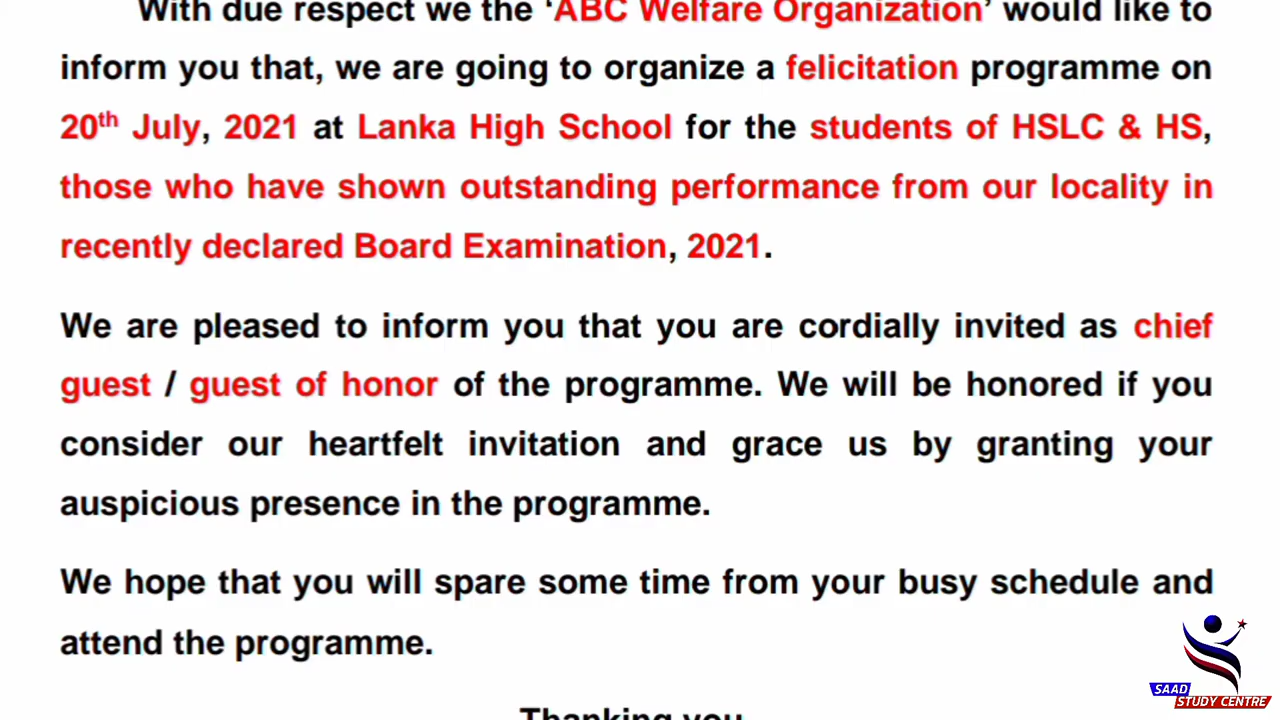 With due respect we the ‘ABC Welfare Organization’ would like to
inform you that, we are going to organize a felicitation programme on
20th July, 2021 at Lanka High School for the students of HSLC & HS,
those who have shown outstanding performance from our locality in
recently declared Board Examination, 2021.
We are pleased to inform you that you are cordially invited as chief
guest / guest of honor of the programme. We will be honored if you
consider our heartfelt invitation and grace us by granting your
auspicious presence in the programme.
We hope that you will spare some time from your busy schedule and
attend the programme.
Thanking you
SAAD
STUDY CENTRE